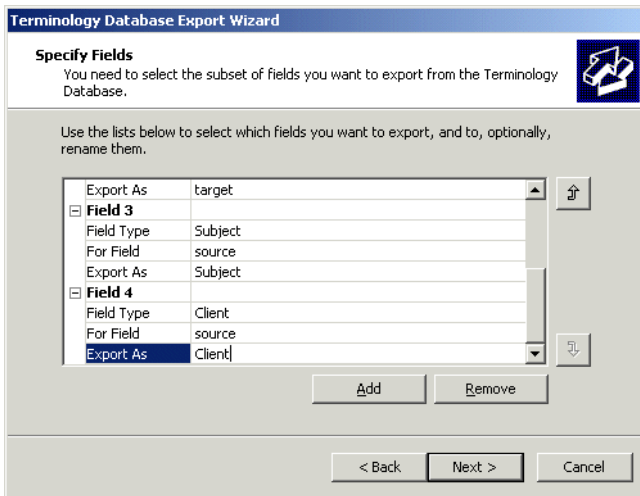 Terminology Database Export Wizard
Specify Fields
You need to select the subset of fields you want to export from the Terminology
Database.
Use the lists below to select which fields you want to export, and to, optionally,
rename them.
Export As target
Field 3
Field Type Subject
For Field source
Export As Subject
Field 4
Field Type Client
For Field source
Export As Client
Add Remove
< Back Next > Cancel